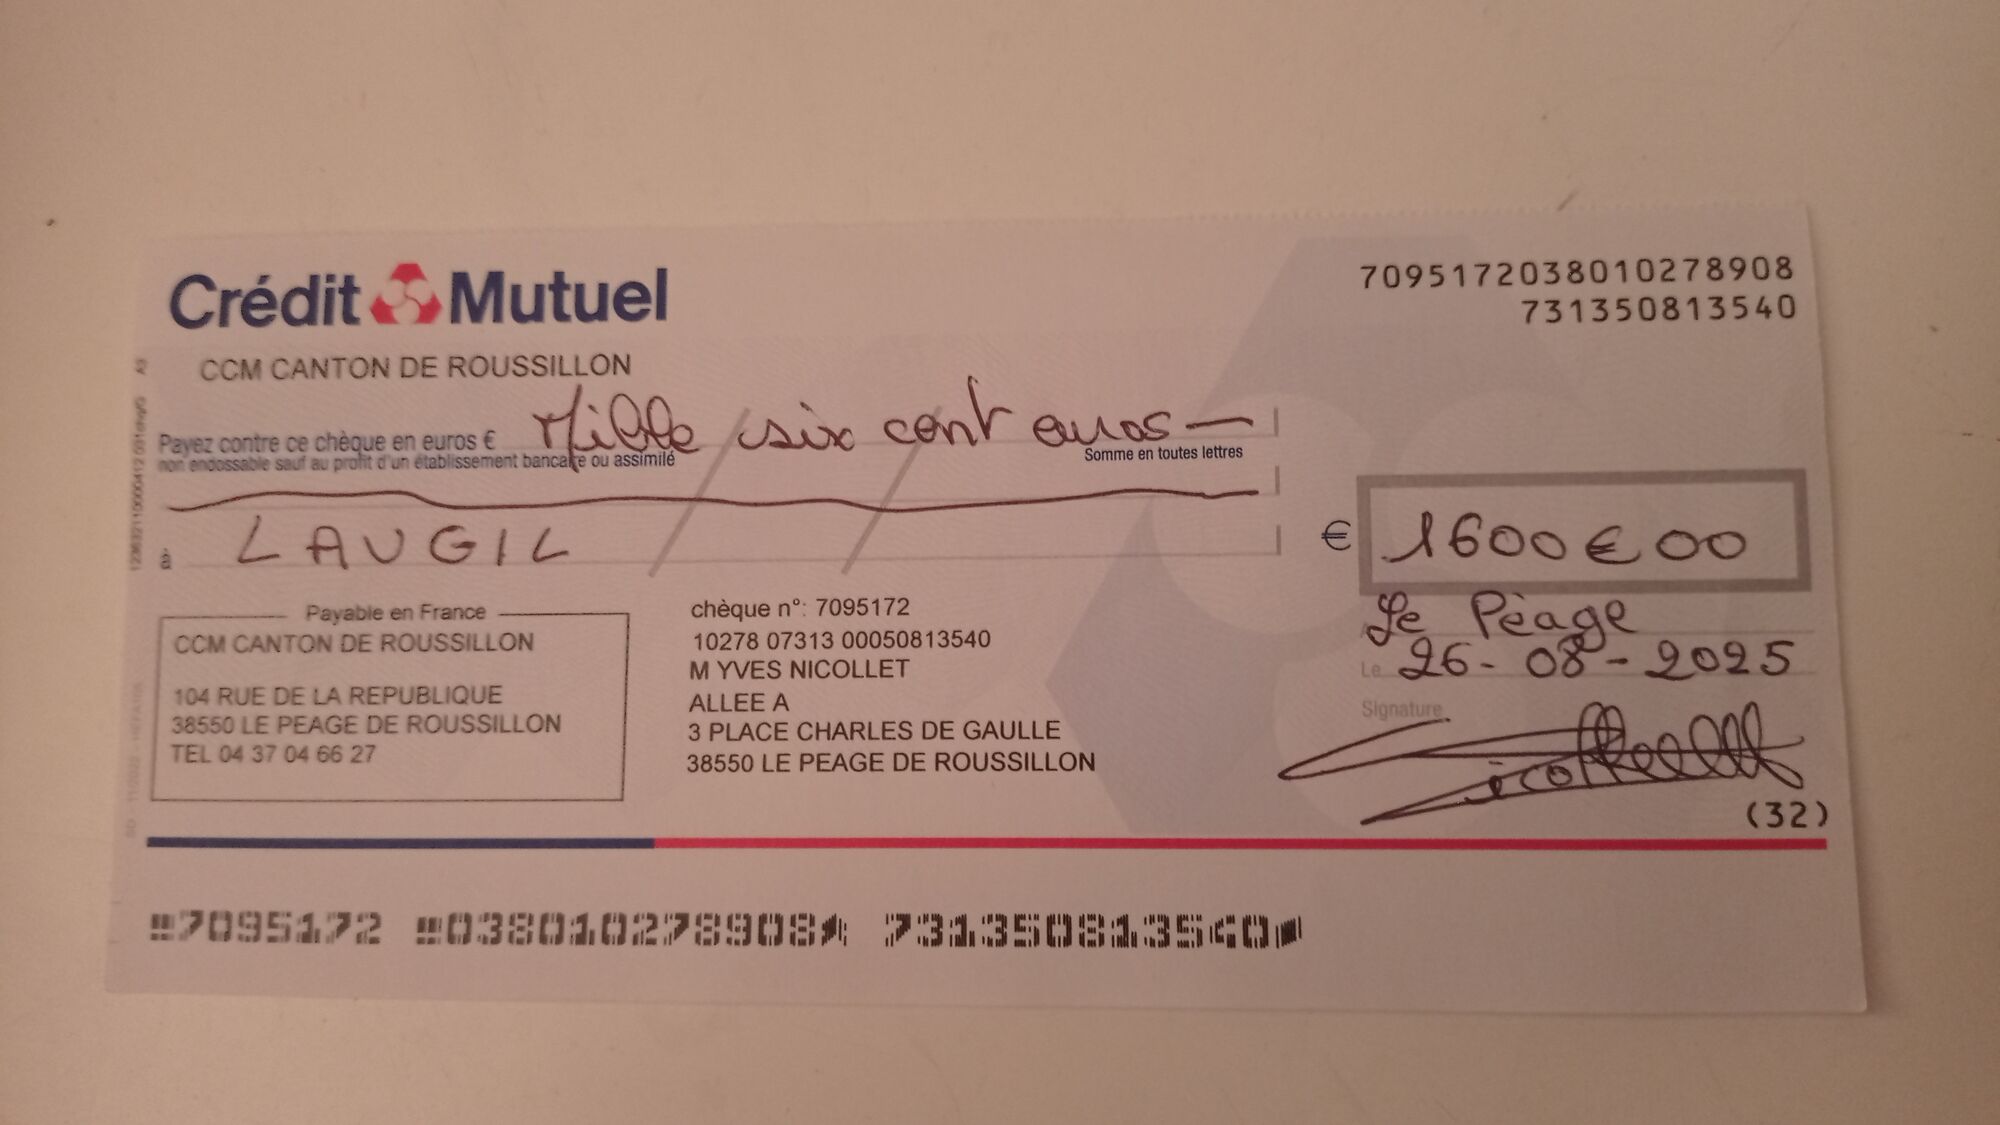 Crédit Mutuel
7095172038010278908
731350813540
CCM CANTON DE ROUSSILLON
Payez contre ce chèque en euros € Mille six cent euros —
non endossable sauf au profit d'un établissement bancaire ou assimilé
Somme en toutes lettres
à LAUGIL
€ 1600 € 00
Payable en France
CCM CANTON DE ROUSSILLON
104 RUE DE LA REPUBLIQUE
38550 LE PEAGE DE ROUSSILLON
TEL 04 37 04 66 27
chèque n°: 7095172
10278 07313 00050813540
M YVES NICOLLET
ALLEE A
3 PLACE CHARLES DE GAULLE
38550 LE PEAGE DE ROUSSILLON
Le Péage
Le 26-08-2025
Signature
(32)
7095172 038010278908 731350813540